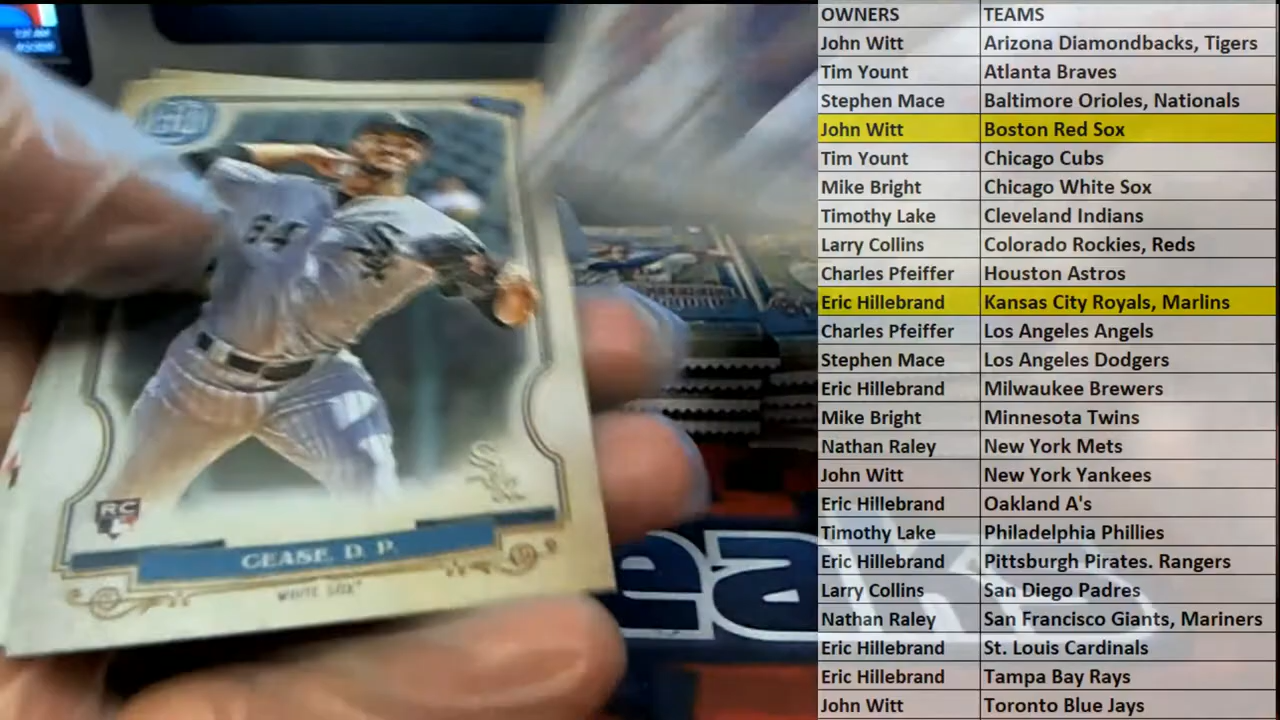 64
RC
CEASE, D. P.
WHITE SOX
OWNERS TEAMS
John Witt Arizona Diamondbacks, Tigers
Tim Yount Atlanta Braves
Stephen Mace Baltimore Orioles, Nationals
John Witt Boston Red Sox
Tim Yount Chicago Cubs
Mike Bright Chicago White Sox
Timothy Lake Cleveland Indians
Larry Collins Colorado Rockies, Reds
Charles Pfeiffer Houston Astros
Eric Hillebrand Kansas City Royals, Marlins
Charles Pfeiffer Los Angeles Angels
Stephen Mace Los Angeles Dodgers
Eric Hillebrand Milwaukee Brewers
Mike Bright Minnesota Twins
Nathan Raley New York Mets
John Witt New York Yankees
Eric Hillebrand Oakland A's
Timothy Lake Philadelphia Phillies
Eric Hillebrand Pittsburgh Pirates. Rangers
Larry Collins San Diego Padres
Nathan Raley San Francisco Giants, Mariners
Eric Hillebrand St. Louis Cardinals
Eric Hillebrand Tampa Bay Rays
John Witt Toronto Blue Jays